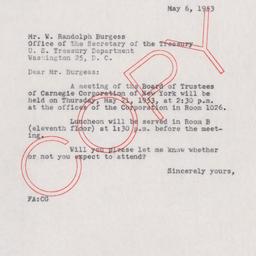 May 6, 1953
Mr. W. Randolph Burgess
Office of the Secretary of the Treasury
U. S. Treasury Department
Washington 25, D. C.
Dear Mr. Burgess:
A meeting of the Board of Trustees
of Carnegie Corporation of New York will be
held on Thursday, May 21, 1953, at 2:30 p.m.
at the offices of the Corporation in Room 1026.
Luncheon will be served in Room B
(eleventh floor) at 1:30 p.m. before the meet-
ing.
Will you please let me know whether
or not you expect to attend?
Sincerely yours,
FA:CG
COPY